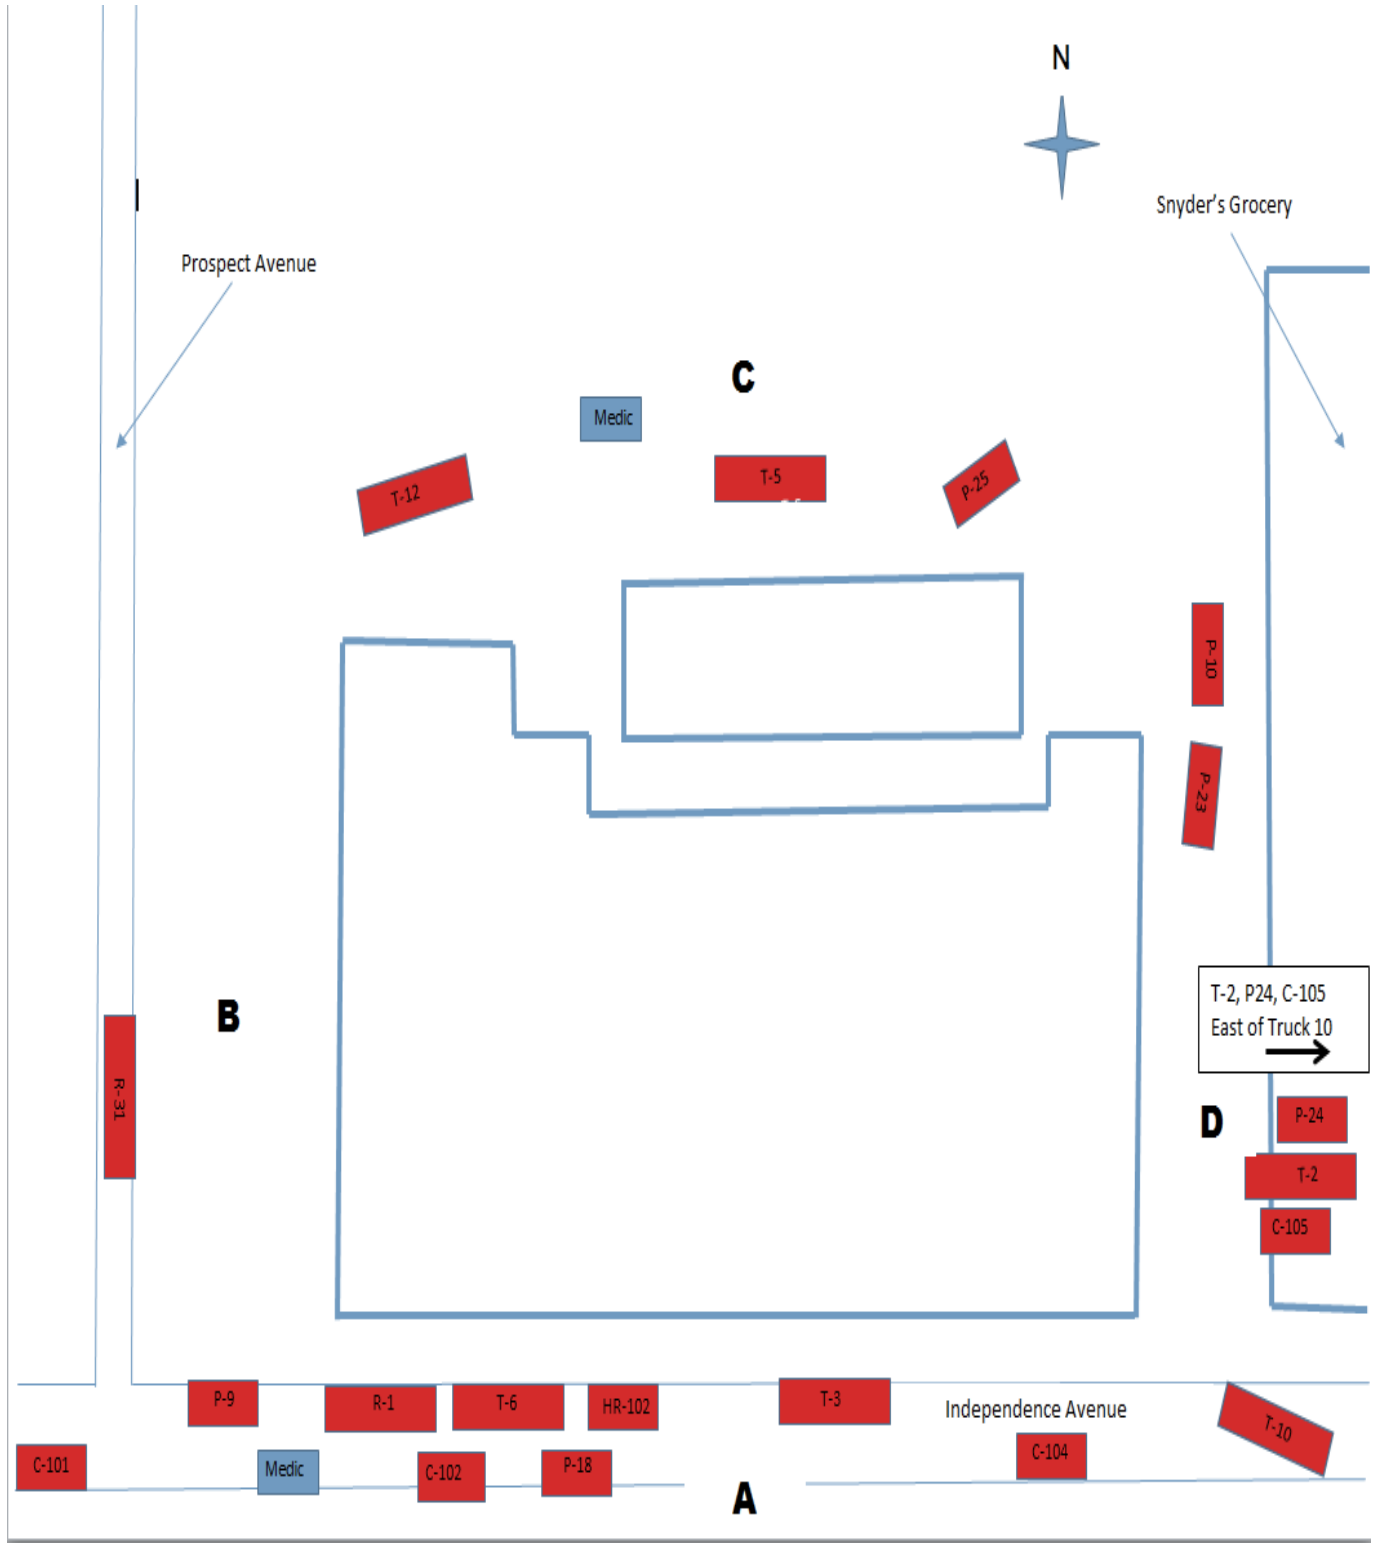 N
Snyder's Grocery
Prospect Avenue
C
Medic
T-5
T-12
P-25
P-10
P-23
T-2, P24, C-105
East of Truck 10
B
R-31
P-24
D
T-2
C-105
P-9
R-1
T-6
HR-102
T-3
Independence Avenue
T-10
C-101
Medic
C-102
P-18
C-104
A